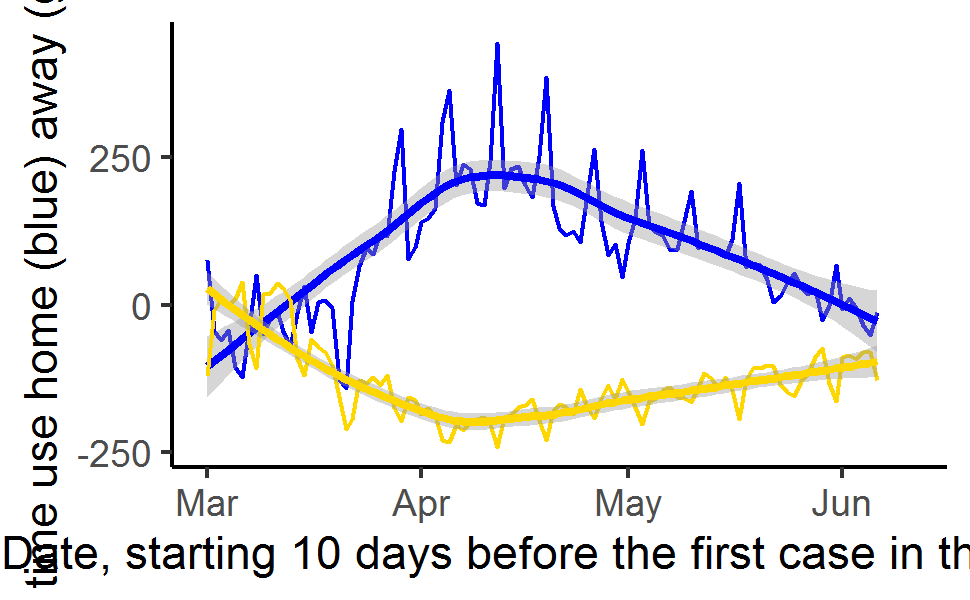 time use home (blue) away (
250
0
-250
Mar Apr May Jun
Date, starting 10 days before the first case in th